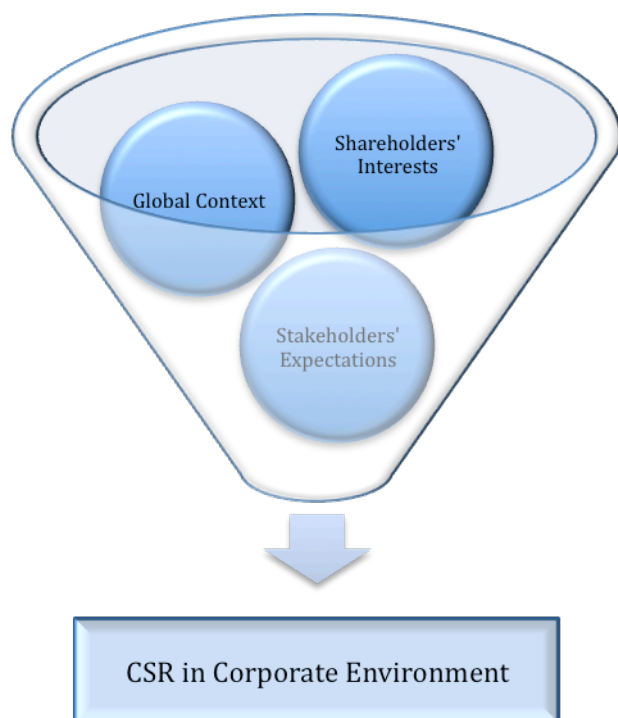 Shareholders'
Interests
Global Context
Stakeholders'
Expectations
CSR in Corporate Environment